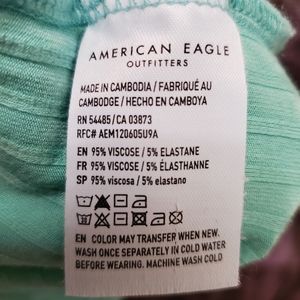 AMERICAN EAGLE
OUTFITTERS
MADE IN CAMBODIA / FABRIQUÉ AU
CAMBODGE / HECHO EN CAMBOYA
RN 54485 / CA 03873
RFC# AEM120605U9A
EN 95% VISCOSE / 5% ELASTANE
FR 95% VISCOSE / 5% ÉLASTHANNE
SP 95% viscosa / 5% elastano
EN COLOR MAY TRANSFER WHEN NEW.
WASH ONCE SEPARATELY IN COLD WATER
BEFORE WEARING. MACHINE WASH COLD